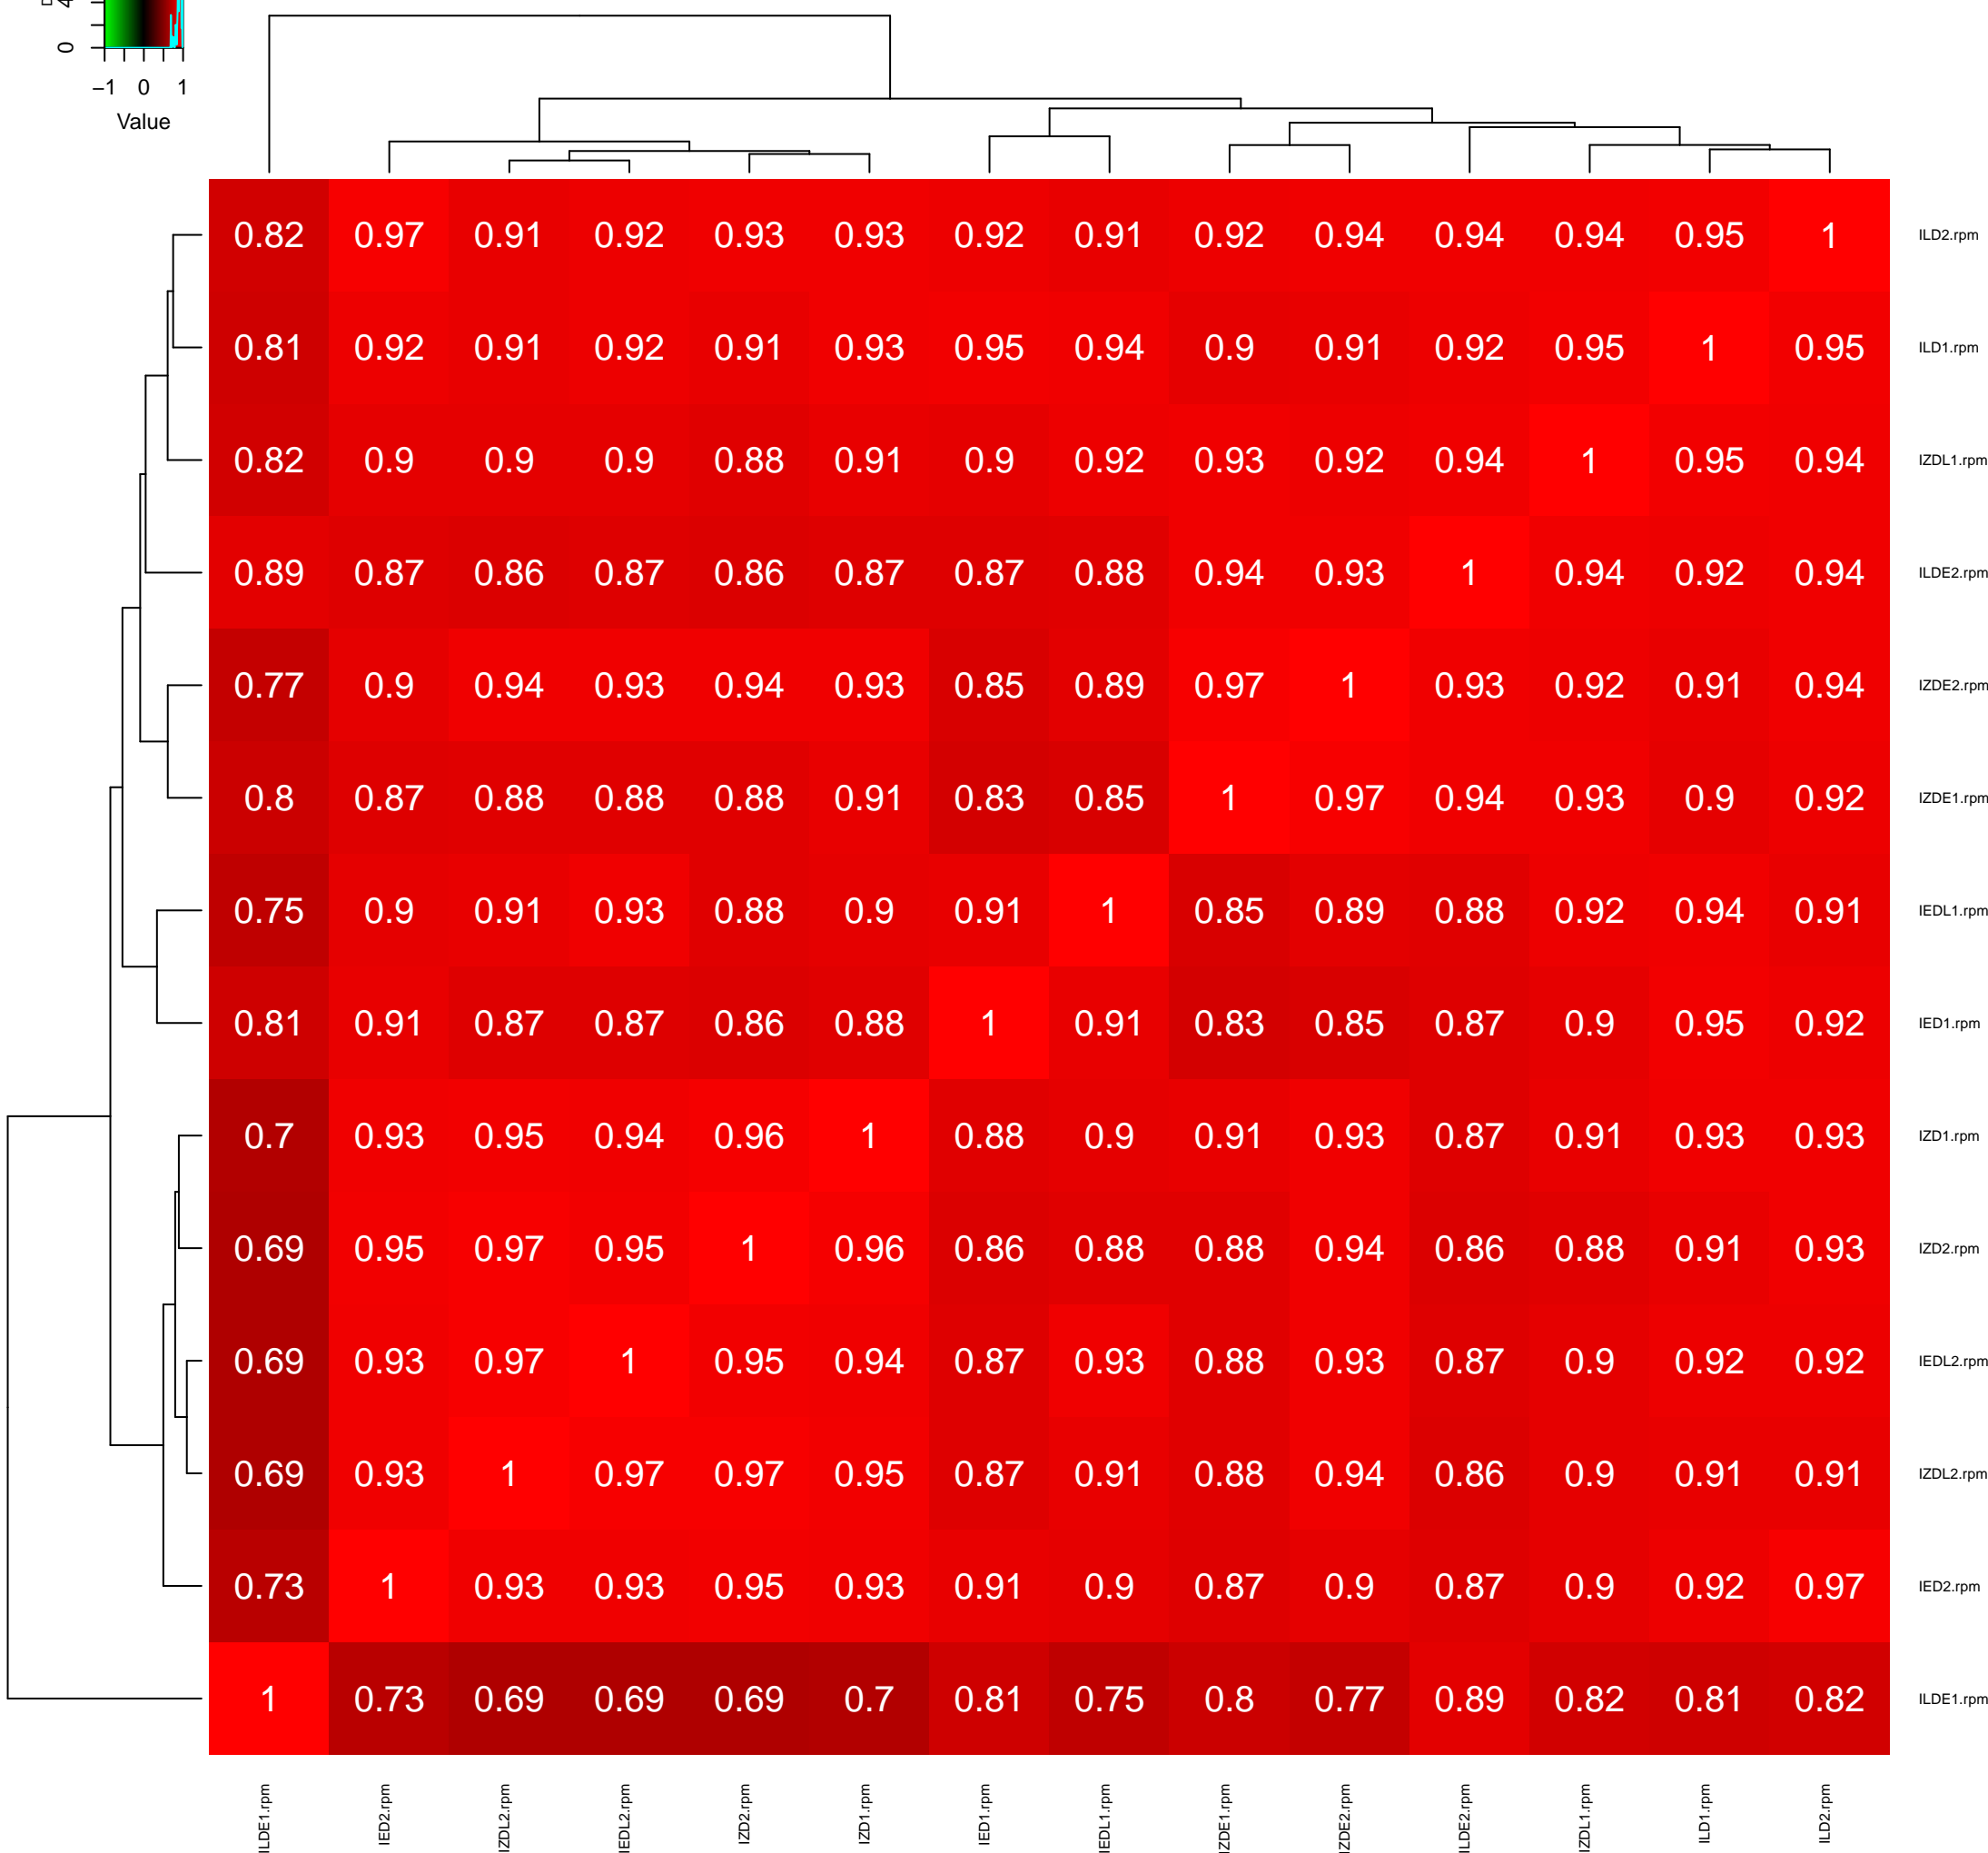 4
0
−1 0 1
Value
0.82 0.97 0.91 0.92 0.93 0.93 0.92 0.91 0.92 0.94 0.94 0.94 0.95 1 ILD2.rpm
0.81 0.92 0.91 0.92 0.91 0.93 0.95 0.94 0.9 0.91 0.92 0.95 1 0.95 ILD1.rpm
0.82 0.9 0.9 0.9 0.88 0.91 0.9 0.92 0.93 0.92 0.94 1 0.95 0.94 IZDL1.rpm
0.89 0.87 0.86 0.87 0.86 0.87 0.87 0.88 0.94 0.93 1 0.94 0.92 0.94 ILDE2.rpm
0.77 0.9 0.94 0.93 0.94 0.93 0.85 0.89 0.97 1 0.93 0.92 0.91 0.94 IZDE2.rpm
0.8 0.87 0.88 0.88 0.88 0.91 0.83 0.85 1 0.97 0.94 0.93 0.9 0.92 IZDE1.rpm
0.75 0.9 0.91 0.93 0.88 0.9 0.91 1 0.85 0.89 0.88 0.92 0.94 0.91 IEDL1.rpm
0.81 0.91 0.87 0.87 0.86 0.88 1 0.91 0.83 0.85 0.87 0.9 0.95 0.92 IED1.rpm
0.7 0.93 0.95 0.94 0.96 1 0.88 0.9 0.91 0.93 0.87 0.91 0.93 0.93 IZD1.rpm
0.69 0.95 0.97 0.95 1 0.96 0.86 0.88 0.88 0.94 0.86 0.88 0.91 0.93 IZD2.rpm
0.69 0.93 0.97 1 0.95 0.94 0.87 0.93 0.88 0.93 0.87 0.9 0.92 0.92 IEDL2.rpm
0.69 0.93 1 0.97 0.97 0.95 0.87 0.91 0.88 0.94 0.86 0.9 0.91 0.91 IZDL2.rpm
0.73 1 0.93 0.93 0.95 0.93 0.91 0.9 0.87 0.9 0.87 0.9 0.92 0.97 IED2.rpm
1 0.73 0.69 0.69 0.69 0.7 0.81 0.75 0.8 0.77 0.89 0.82 0.81 0.82 ILDE1.rpm
ILDE1.rpm IED2.rpm IZDL2.rpm IEDL2.rpm IZD2.rpm IZD1.rpm IED1.rpm IEDL1.rpm IZDE1.rpm IZDE2.rpm ILDE2.rpm IZDL1.rpm ILD1.rpm ILD2.rpm